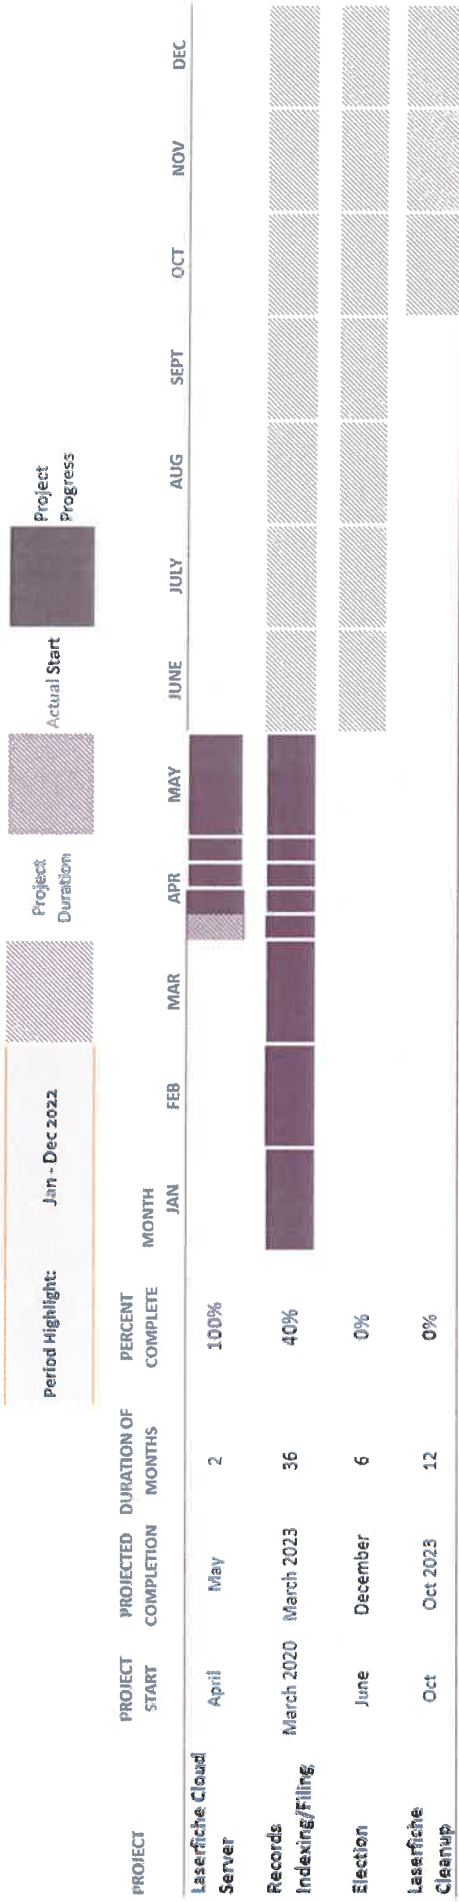 Period Highlight: Jan - Dec 2022
Project
Duration
Actual Start
Project
Progress
PROJECT
PROJECT
START
PROJECTED
COMPLETION
DURATION OF
MONTHS
PERCENT
COMPLETE
MONTH
JAN FEB MAR APR MAY JUNE JULY AUG SEPT OCT NOV DEC
Laserfiche Cloud
Server
April May 2 100%
Records
Indexing/Filing
March 2020 March 2023 36 40%
Election June December 6 0%
Laserfiche
Cleanup
Oct Oct 2023 12 0%